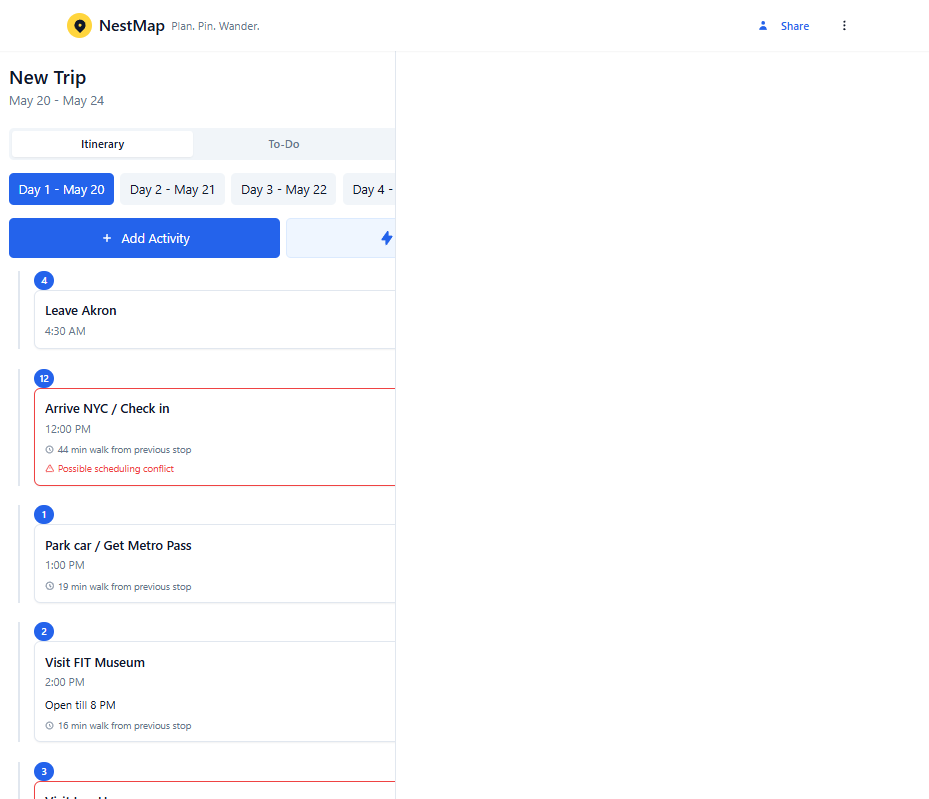 NestMap Plan. Pin. Wander.
Share
New Trip
May 20 - May 24
Itinerary
To-Do
Day 1 - May 20
Day 2 - May 21
Day 3 - May 22
Day 4 -
+ Add Activity
4
Leave Akron
4:30 AM
12
Arrive NYC / Check in
12:00 PM
44 min walk from previous stop
Possible scheduling conflict
1
Park car / Get Metro Pass
1:00 PM
19 min walk from previous stop
2
Visit FIT Museum
2:00 PM
Open till 8 PM
16 min walk from previous stop
3